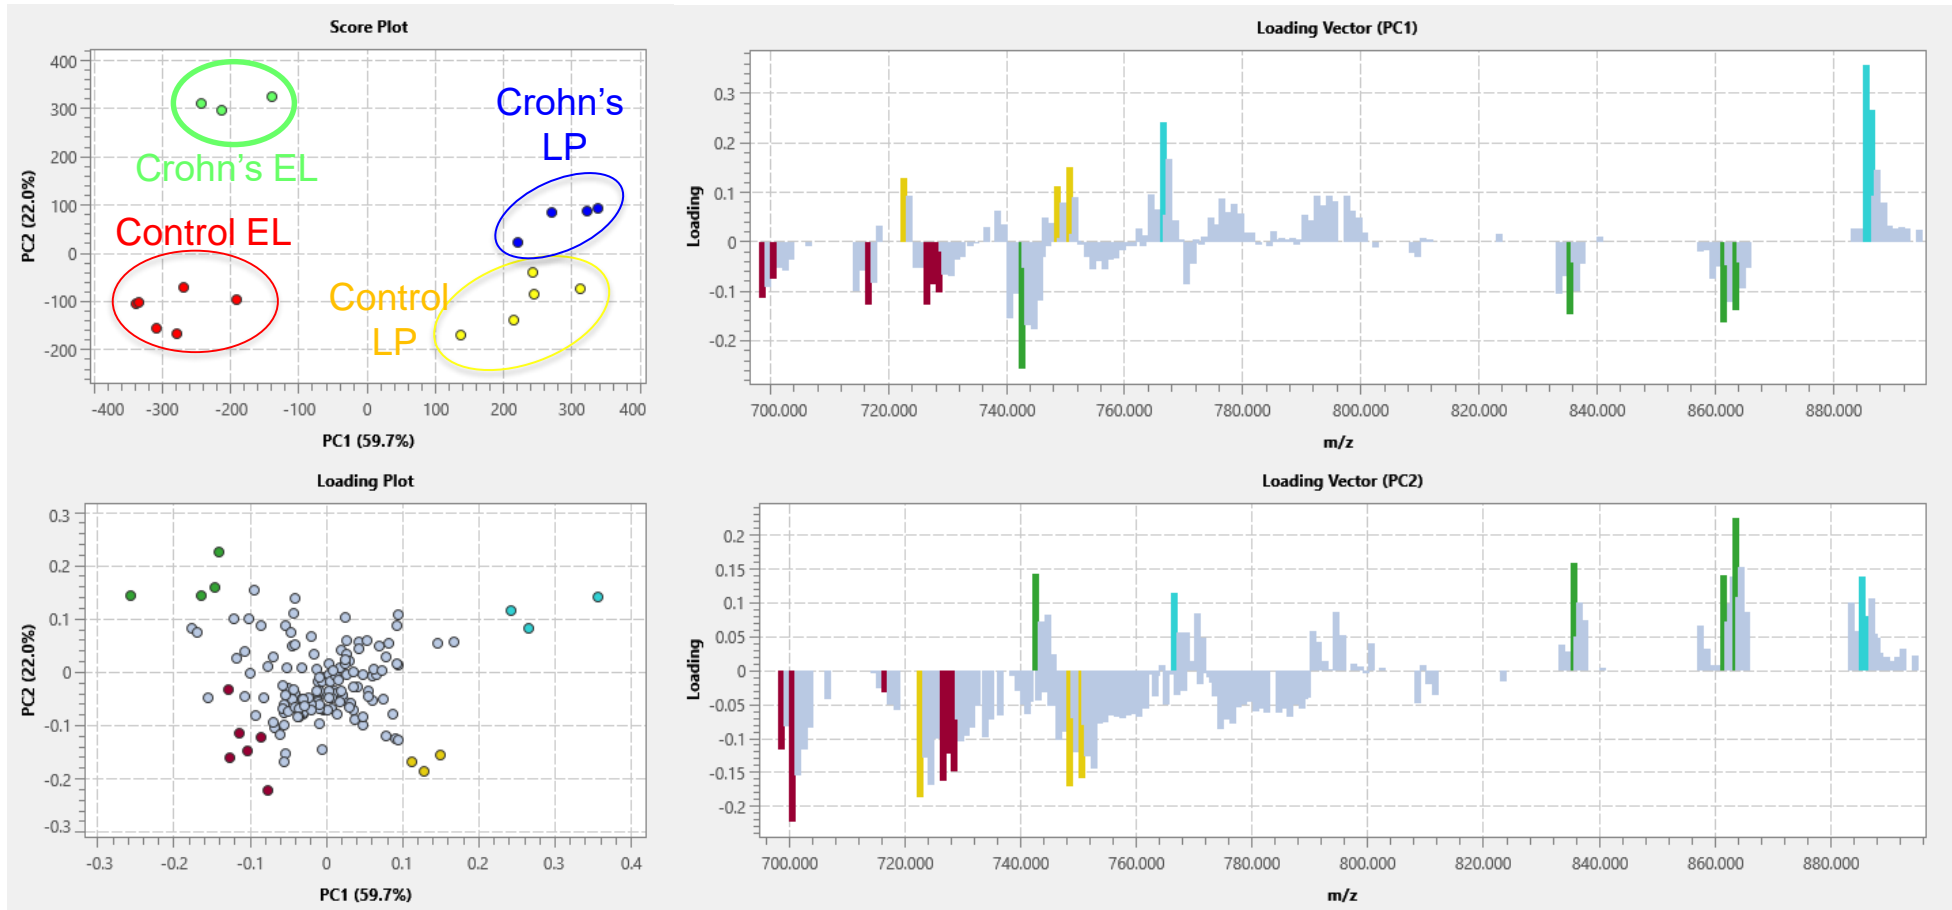 Score Plot
400
300
200
100
0
-100
-200
PC2 (22.0%)
Crohn's EL
Control EL
Crohn's
LP
Control
LP
-400 -300 -200 -100 0 100 200 300 400
PC1 (59.7%)
Loading Vector (PC1)
0.3
0.2
0.1
0
-0.1
-0.2
Loading
700.000 720.000 740.000 760.000 780.000 800.000 820.000 840.000 860.000 880.000
m/z
Loading Plot
0.3
0.2
0.1
0
-0.1
-0.2
-0.3
PC2 (22.0%)
-0.3 -0.2 -0.1 0 0.1 0.2 0.3 0.4
PC1 (59.7%)
Loading Vector (PC2)
0.2
0.15
0.1
0.05
0
-0.05
-0.1
-0.15
-0.2
Loading
700.000 720.000 740.000 760.000 780.000 800.000 820.000 840.000 860.000 880.000
m/z